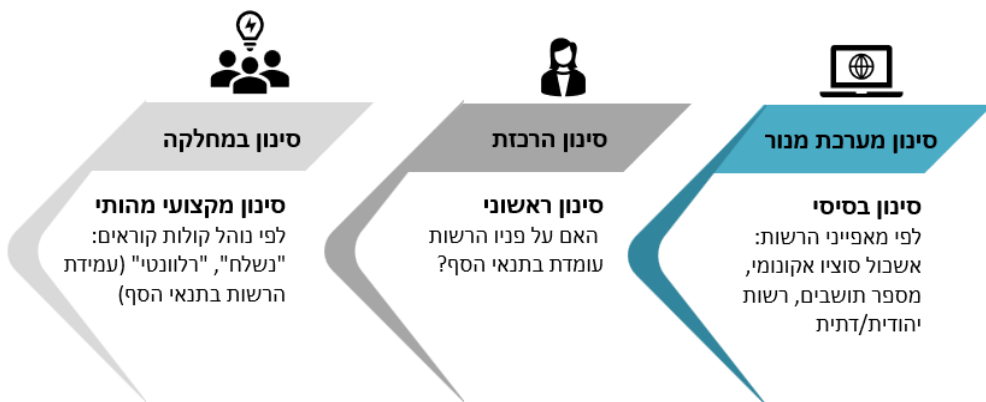 סינון מערכת מנור
סינון בסיסי
לפי מאפייני הרשות:
אשכול סוציו אקונומי,
מספר תושבים, רשות
יהודית/דתית
סינון הרכזת
סינון ראשוני
האם על פניו הרשות
עומדת בתנאי הסף?
סינון במחלקה
סינון מקצועי מהותי
לפי נוהל קולות קוראים:
"נשלח", "רלוונטי" (עמידת
הרשות בתנאי הסף)